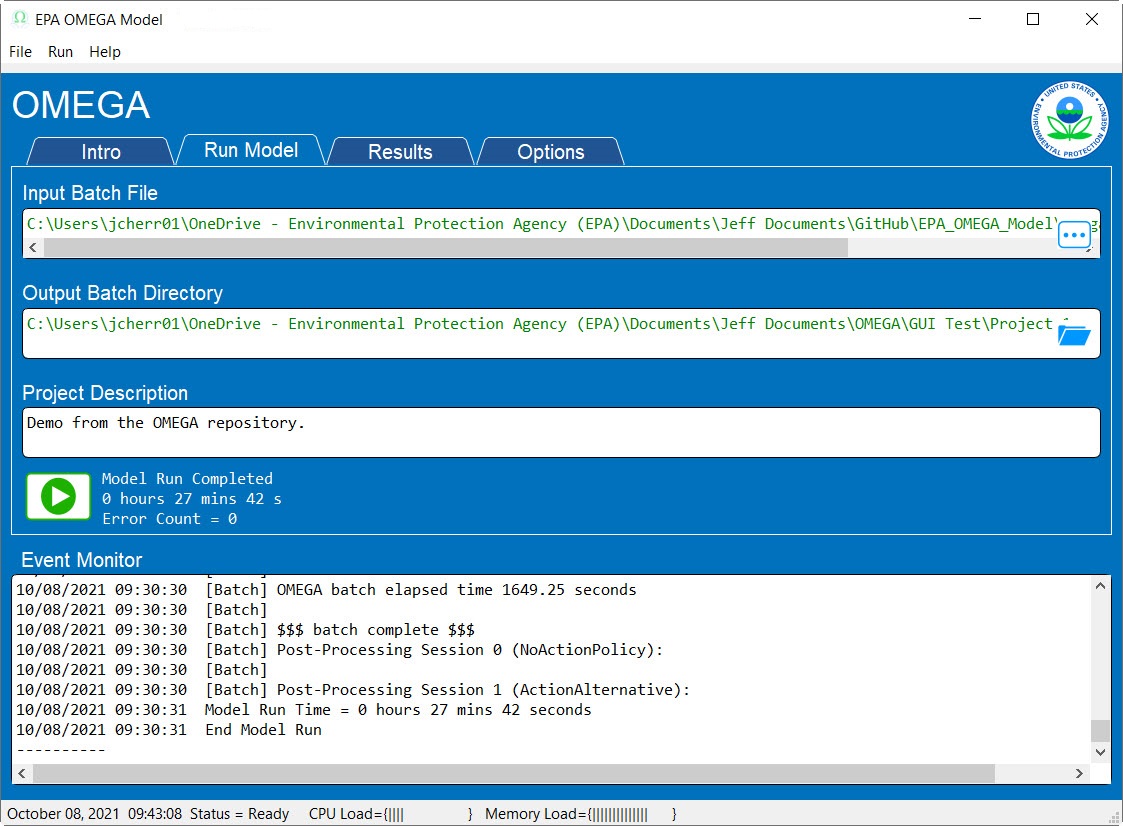 EPA OMEGA Model
File Run Help
OMEGA
UNITED STATES
ENVIRONMENTAL PROTECTION AGENCY
Intro Run Model Results Options
Input Batch File
C:\Users\jcherr01\OneDrive - Environmental Protection Agency (EPA)\Documents\Jeff Documents\GitHub\EPA_OMEGA_Model\
Output Batch Directory
C:\Users\jcherr01\OneDrive - Environmental Protection Agency (EPA)\Documents\Jeff Documents\OMEGA\GUI Test\Project
Project Description
Demo from the OMEGA repository.
Model Run Completed
0 hours 27 mins 42 s
Error Count = 0
Event Monitor
10/08/2021 09:30:30 [Batch] OMEGA batch elapsed time 1649.25 seconds
10/08/2021 09:30:30 [Batch]
10/08/2021 09:30:30 [Batch] $$$ batch complete $$$
10/08/2021 09:30:30 [Batch] Post-Processing Session 0 (NoActionPolicy):
10/08/2021 09:30:30 [Batch]
10/08/2021 09:30:30 [Batch] Post-Processing Session 1 (ActionAlternative):
10/08/2021 09:30:31 Model Run Time = 0 hours 27 mins 42 seconds
10/08/2021 09:30:31 End Model Run
----------
October 08, 2021 09:43:08 Status = Ready CPU Load={|||| } Memory Load={|||||||||||||| }